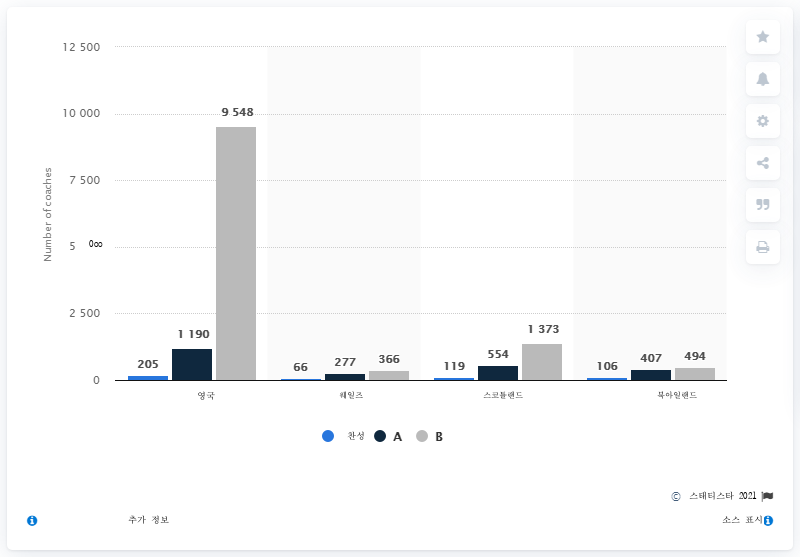 12 500
10 000
7 500
5 000
2 500
0
Number of coaches
205 1 190 9 548
66 277 366
119 554 1 373
106 407 494
영국 웨일즈 스코틀랜드 북아일랜드
찬성 A B
© 스태티스타 2021
추가 정보 소스 표시